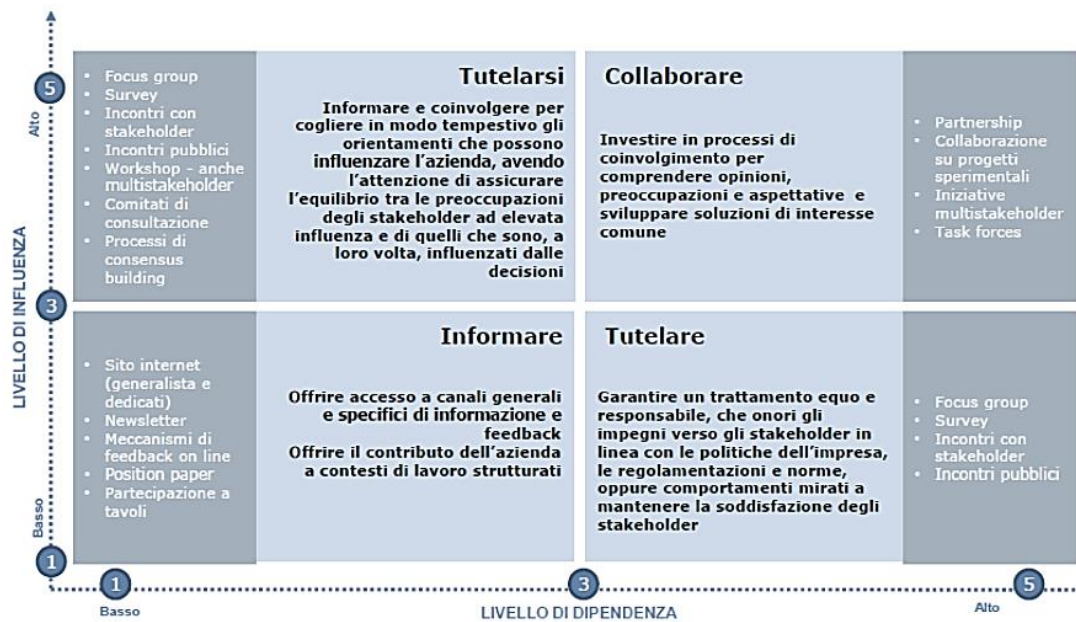 Tutelarsi
• Focus group
• Survey
• Incontri con
stakeholder
• Incontri pubblici
• Workshop - anche
multistakeholder
• Comitati di
consultazione
• Processi di
consensus
building
Informare e coinvolgere per
cogliere in modo tempestivo gli
orientamenti che possono
influenzare l'azienda, avendo
l'attenzione di assicurare
l'equilibrio tra le preoccupazioni
degli stakeholder ad elevata
influenza e di quelli che sono, a
loro volta, influenzati dalle
decisioni
Collaborare
Investire in processi di
coinvolgimento per
comprendere opinioni,
preoccupazioni e aspettative e
sviluppare soluzioni di interesse
comune
• Partnership
• Collaborazione
su progetti
sperimentali
• Iniziative
multistakeholder
• Task forces
Informare
• Sito internet
(generalista e
dedicati)
• Newsletter
• Meccanismi di
feedback on line
• Position paper
• Partecipazione a
tavoli
Offrire accesso a canali generali
e specifici di informazione e
feedback
Offrire il contributo dell'azienda
a contesti di lavoro strutturati
Tutelare
Garantire un trattamento equo e
responsabile, che onori gli
impegni verso gli stakeholder in
linea con le politiche dell'impresa,
le regolamentazioni e norme,
oppure comportamenti mirati a
mantenere la soddisfazione degli
stakeholder
• Focus group
• Survey
• Incontri con
stakeholder
• Incontri pubblici
LIVELLO DI INFLUENZA
Alto
5
3
Basso
1
1
3
5
Basso
LIVELLO DI DIPENDENZA
Alto